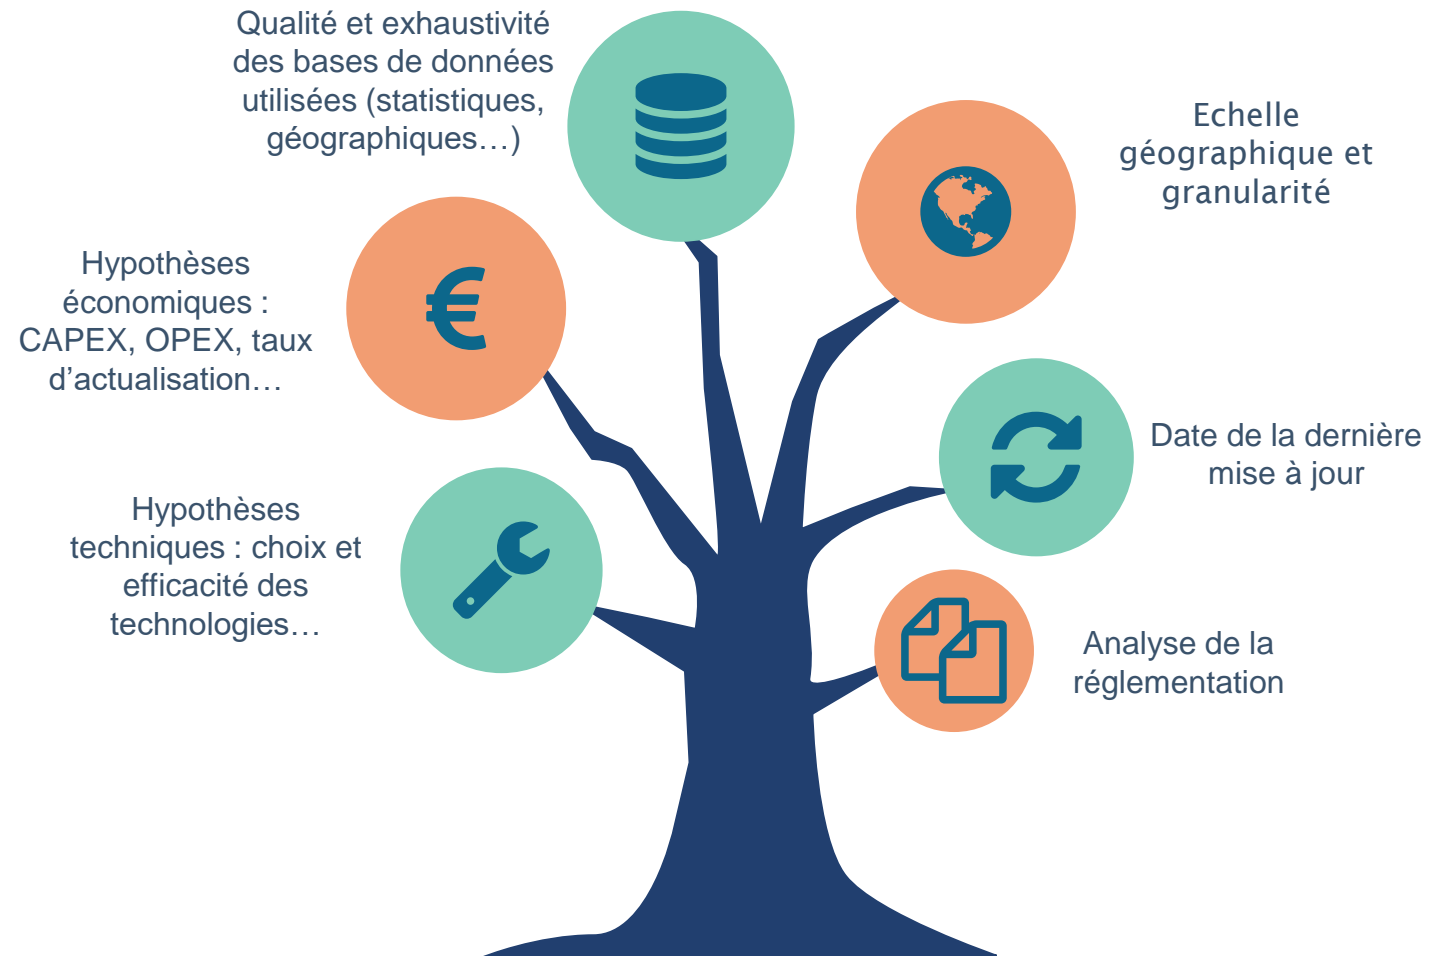 Qualité et exhaustivité
des bases de données
utilisées (statistiques,
géographiques…)
Echelle
géographique et
granularité
Hypothèses
économiques :
CAPEX, OPEX, taux
d’actualisation…
Date de la dernière
mise à jour
Hypothèses
techniques : choix et
efficacité des
technologies…
Analyse de la
réglementation